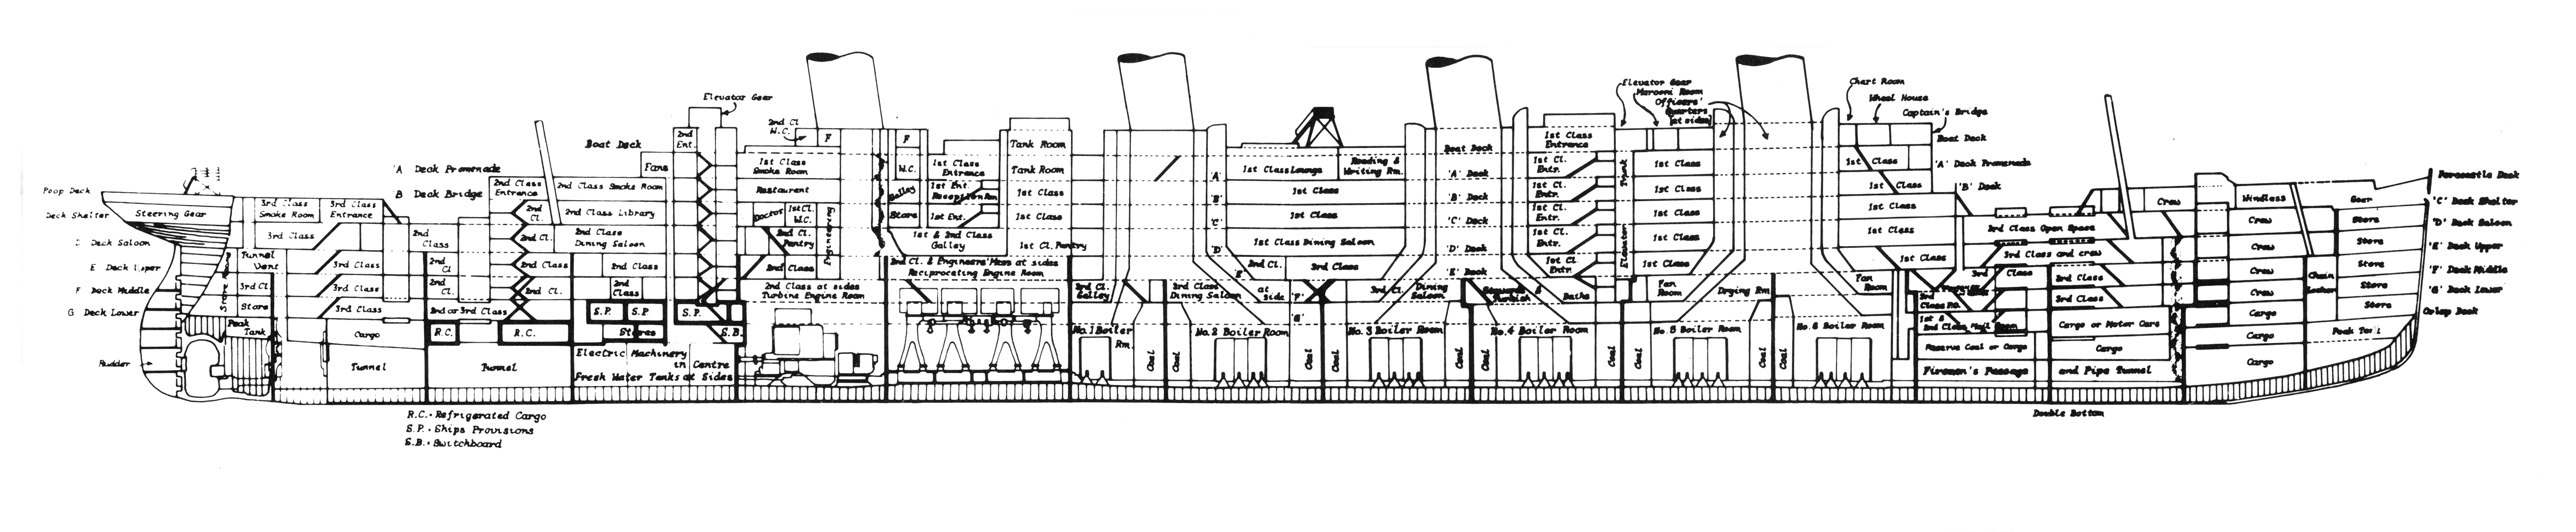 Poop Deck
Deck Shelter
Deck Saloon
E Deck Upper
F Deck Middle
G Deck Lower
Rudder
Steering Gear
3rd Class
Smoke Room
3rd Class
Entrance
3rd Class
Tunnel
Vent
3rd Cl.
Store
Peak
Tank
3rd Class
3rd Class
3rd Class
Cargo
Tunnel
'A Deck Promenade
B Deck Bridge
2nd Class
Entrance
2nd
Class
2nd
Cl
2nd
Cl.
2nd or 3rd Class
R.C.
R.C.
Tunnel
2nd
Cl.
2nd Cl.
2nd Class
2nd Cl.
Boat Deck
2nd
Ent.
Fans
2nd Class Smoke Room
2nd Class Library
2nd Class
Dining Saloon
2nd Class
2nd
Class
S.P.
S.P
S.P.
Stores
S.B.
Electric Machinery
in Centre
Fresh Water Tanks at Sides
R.C. - Refrigerated Cargo
S.P. - Ships Provisions
S.B. - Switchboard
Elevator Gear
2nd Cl
W.C.
F
1st Class
Smoke Room
Restaurant
Doctor
1st Cl.
W.C.
2nd Cl.
Pantry
Engineering
2nd Class
2nd Class at sides
Turbine Engine Room
F
W.C.
Galley
Store
1st Class
Entrance
1st Ent.
Reception Rm
1st Ent.
1st & 2nd Class
Galley
2nd Cl. & Engineers' Mess at sides
Reciprocating Engine Room
Tank Room
Tank Room
1st Class
1st Class
1st Cl. Pantry
3rd Cl.
Galley
No. 1 Boiler
Rm.
Coal
Coal
3rd Class
Dining Saloon
at
Side
No. 2 Boiler Room
'A'
'B'
'C'
'D'
'E'
'F'
'G'
1st Class Lounge
Reading &
Writing Rm.
1st Class
1st Class
1st Class Dining Saloon
2nd Cl.
3rd Class
3rd Cl.
Dining
Saloon
Coal
Coal
No. 3 Boiler Room
Boat Deck
'A' Deck
'B' Deck
'C' Deck
'D' Deck
'E' Deck
Turkish
Baths
Coal
Coal
No. 4 Boiler Room
1st Class
Entrance
1st Cl.
Entr.
1st Cl.
Entr.
1st Cl.
Entr.
1st Cl.
Entr.
1st Cl.
Entr.
Elevator
Trunk
Elevator Gear
Marconi Room
Officers'
Quarters
[at sides]
1st Class
1st Class
1st Class
1st Class
1st Class
Fan
Room
Drying Rm.
Coal
Coal
No. 5 Boiler Room
Coal
Coal
No. 6 Boiler Room
Fan
Room
Chart Room
Wheel House
Captain's Bridge
Boat Deck
'A' Deck Promenade
'B' Deck
1st Class
1st Class
1st Class
1st Class
1st Class
3rd Class Open Space
3rd Class and crew
3rd Class
3rd Class
3rd Class
3rd
Class P.O.
1st &
2nd Class Mail Room
Cargo or Motor Cars
Reserve Coal or Cargo
Cargo
Firemen's Passage
and Pipe Tunnel
Double Bottom
Crew
Crew
Crew
Crew
Crew
Cargo
Cargo
Cargo
Windlass
Gear
Chain
Locker
Store
Store
Store
Store
Store
Peak Tank
Forecastle Deck
'C' Deck Shelter
'D' Deck Saloon
'E' Deck Upper
'F' Deck Middle
'G' Deck Lower
Orlop Deck